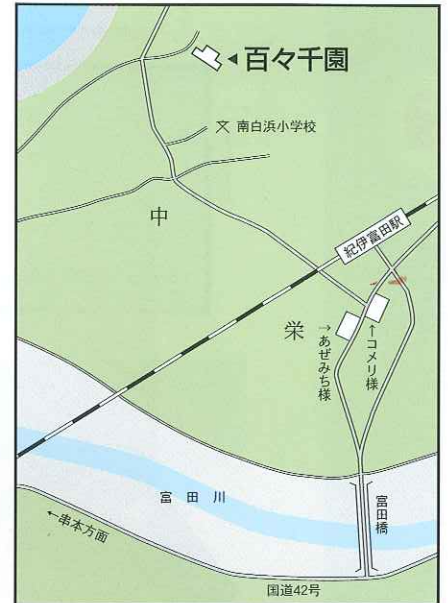 ◀百々千園
文 南白浜小学校
中
紀伊富田駅
栄
→あぜみち様
←コメリ様
富田川
富田橋
←串本方面
国道42号